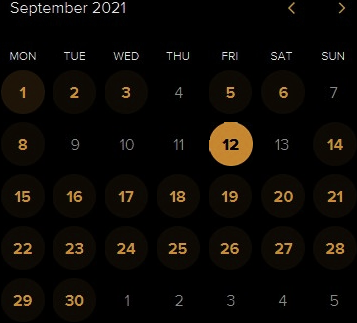 September 2021
MON TUE WED THU FRI SAT SUN
1 2 3 4 5 6 7
8 9 10 11 12 13 14
15 16 17 18 19 20 21
22 23 24 25 26 27 28
29 30 1 2 3 4 5